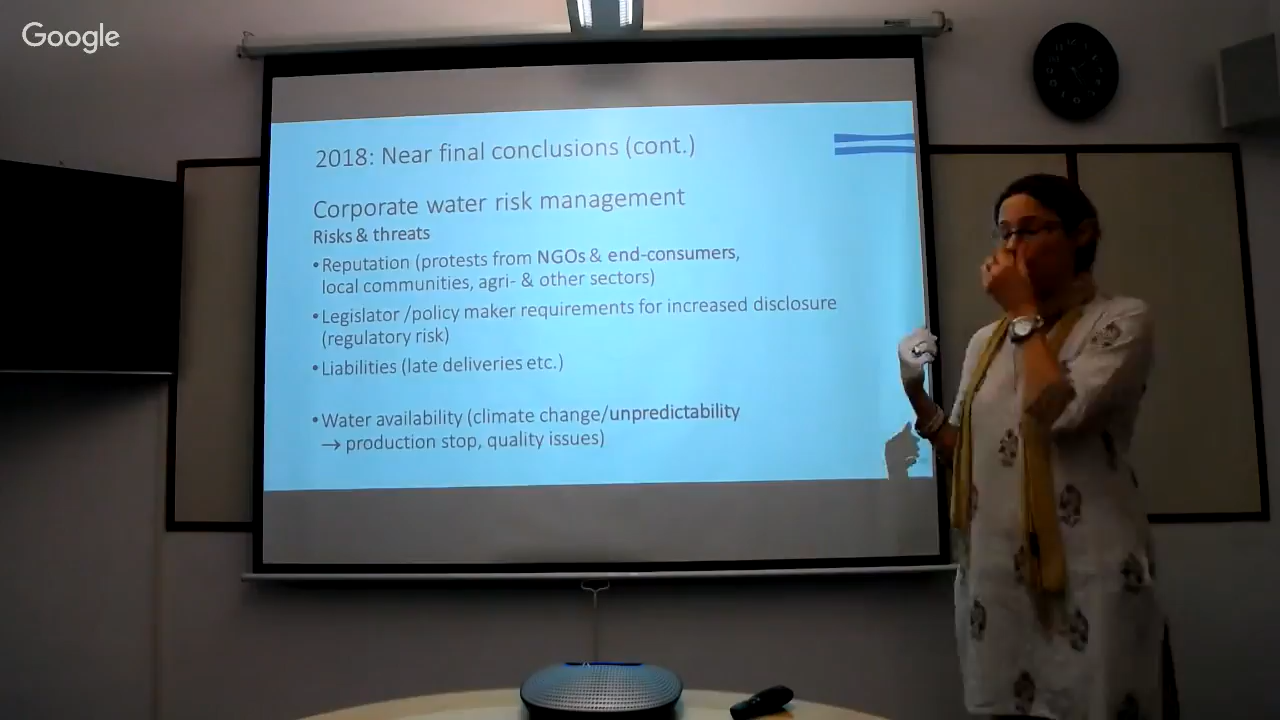 Google
2018: Near final conclusions (cont.)
Corporate water risk management
Risks & threats
• Reputation (protests from NGOs & end-consumers,
local communities, agri- & other sectors)
• Legislator /policy maker requirements for increased disclosure
(regulatory risk)
• Liabilities (late deliveries etc.)
• Water availability (climate change/unpredictability
→ production stop, quality issues)